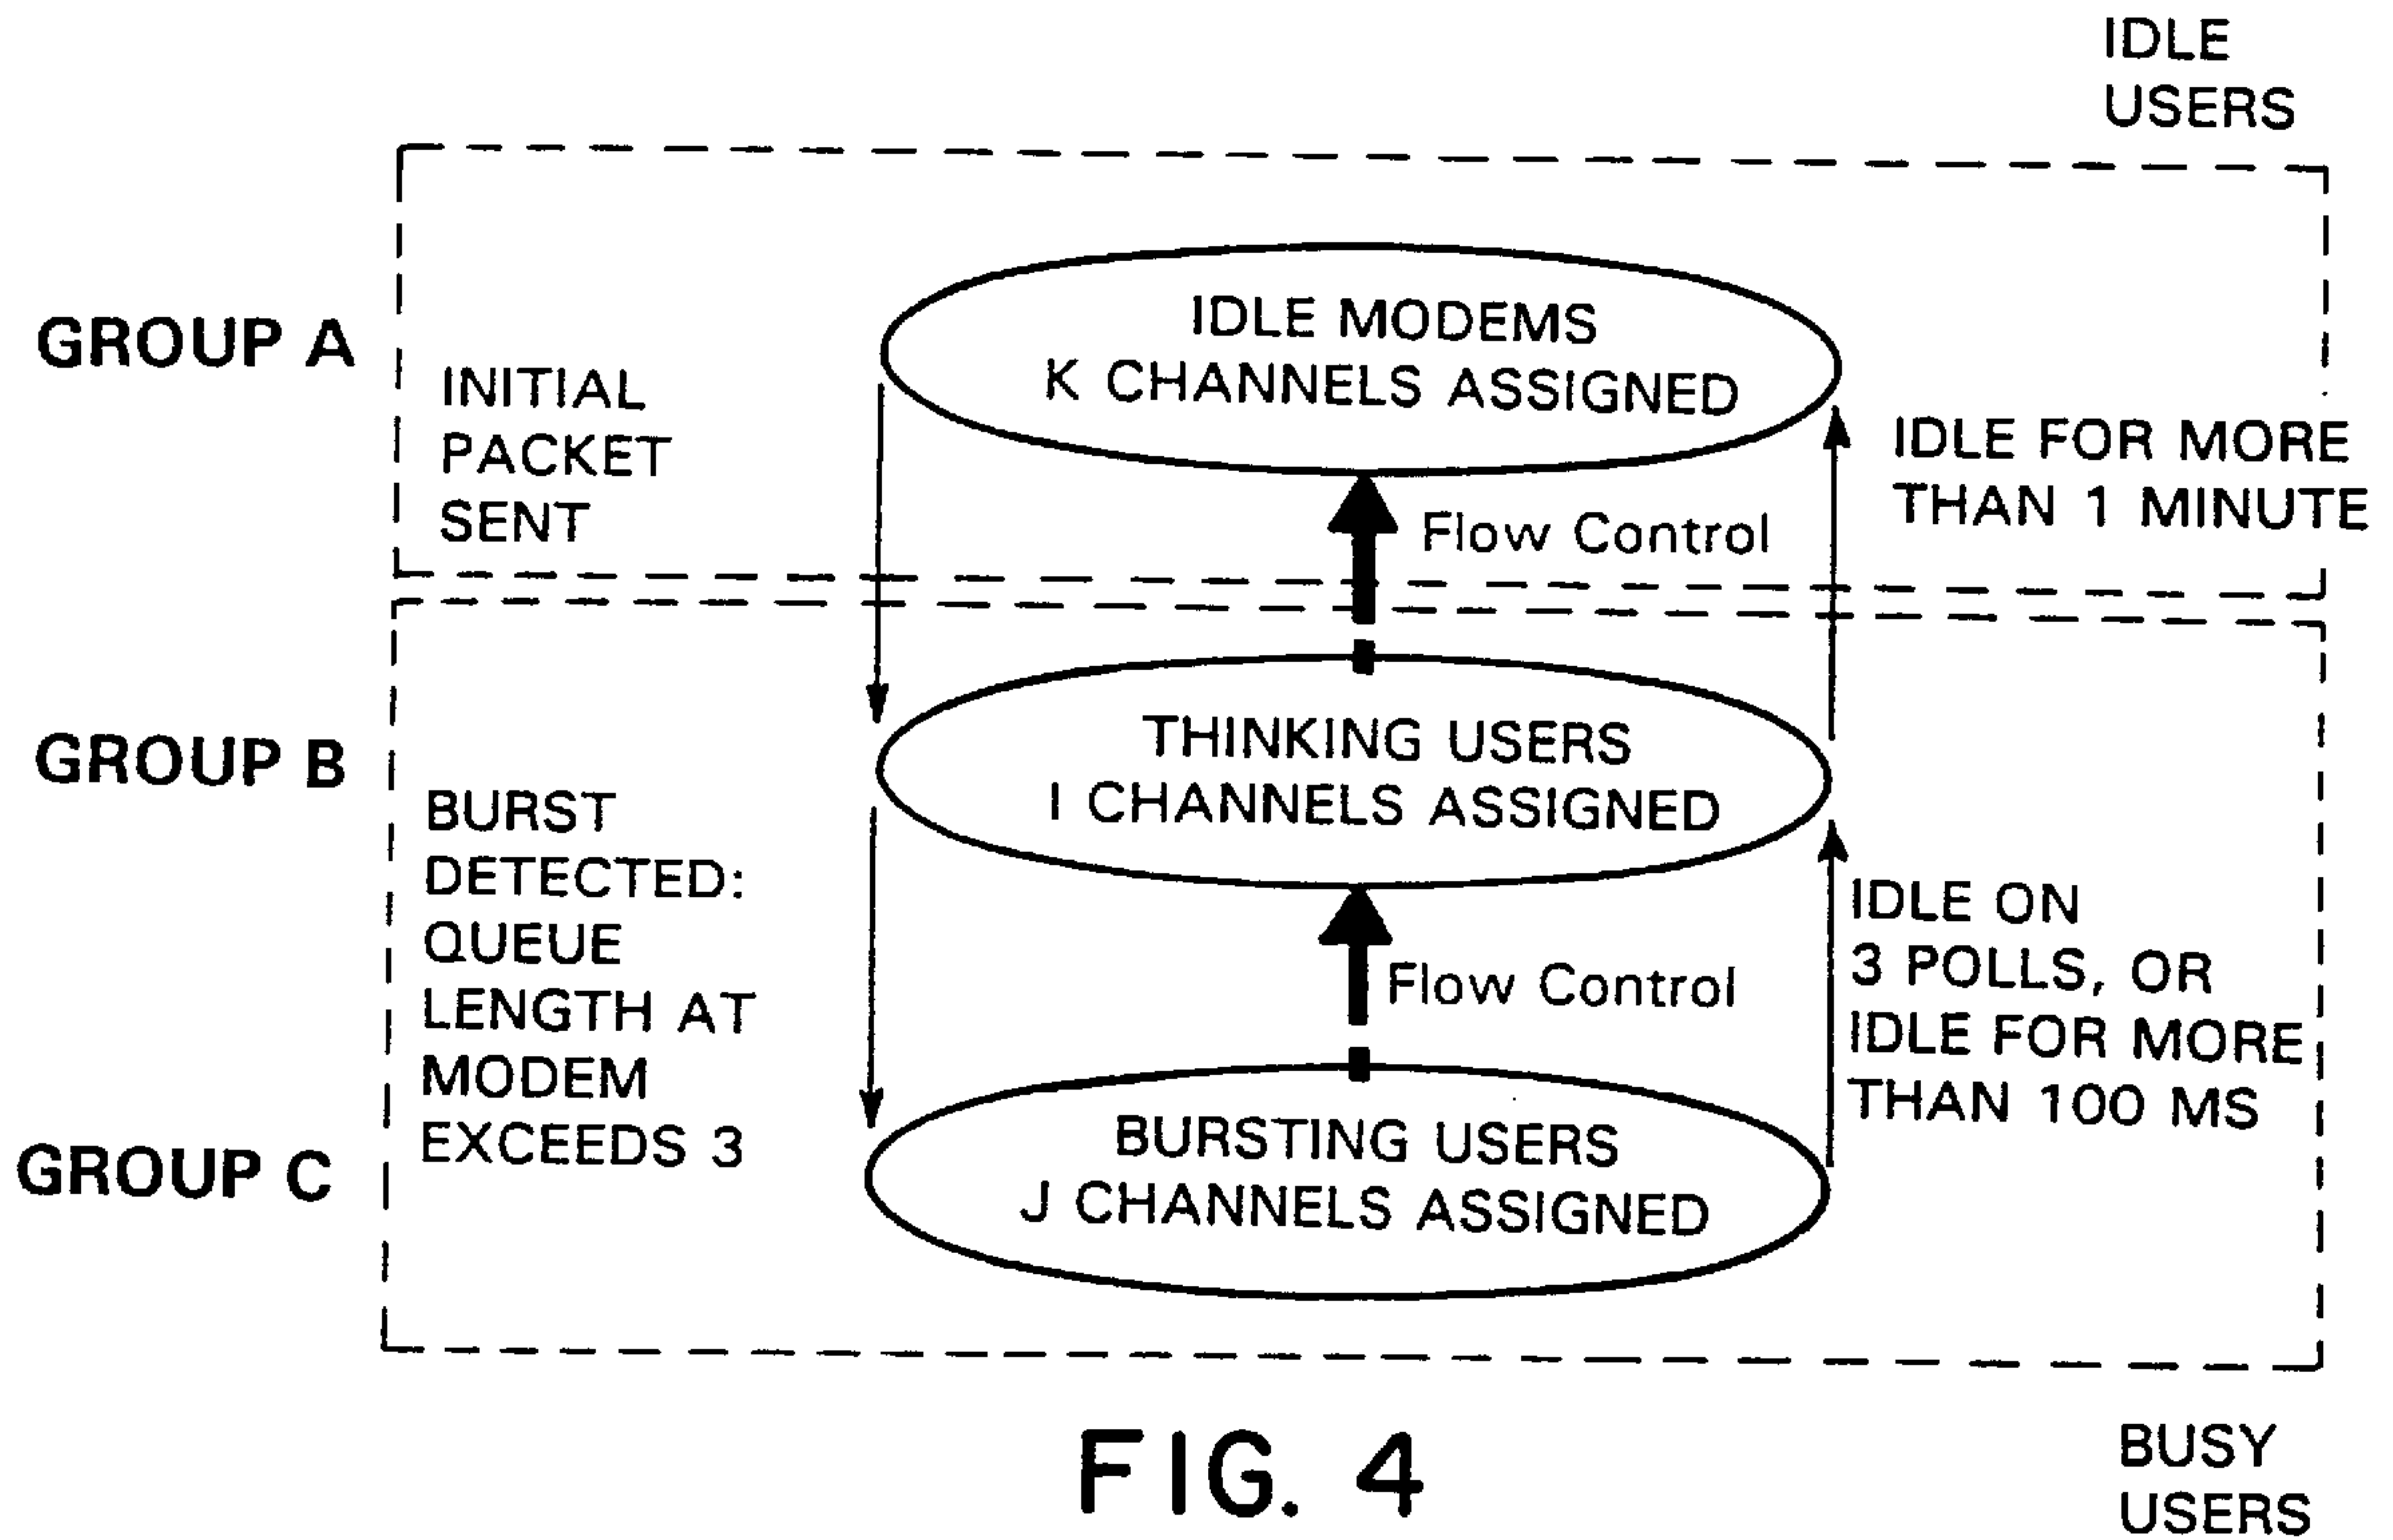 IDLE
USERS
GROUP A
IDLE MODEMS
K CHANNELS ASSIGNED
INITIAL
PACKET
SENT
IDLE FOR MORE
THAN 1 MINUTE
Flow Control
GROUP B
THINKING USERS
I CHANNELS ASSIGNED
BURST
DETECTED:
QUEUE
LENGTH AT
MODEM
EXCEEDS 3
IDLE ON
3 POLLS, OR
IDLE FOR MORE
THAN 100 MS
Flow Control
GROUP C
BURSTING USERS
J CHANNELS ASSIGNED
BUSY
USERS
FIG. 4